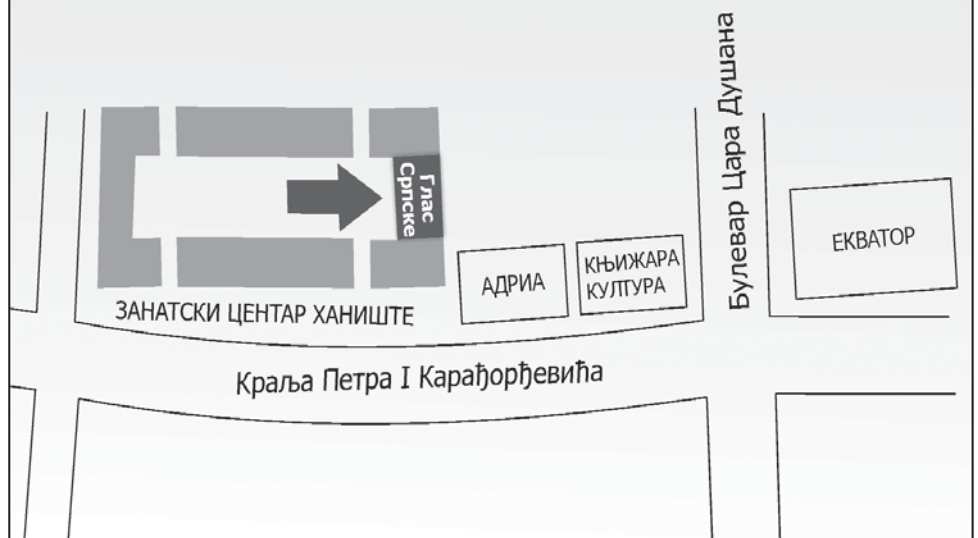 Булевар Цара Душана
Глас
Српске
ЕКВАТОР
АДРИА
КЊИЖАРА
КУЛТУРА
ЗАНАТСКИ ЦЕНТАР ХАНИШТЕ
Краља Петра I Карађорђевића